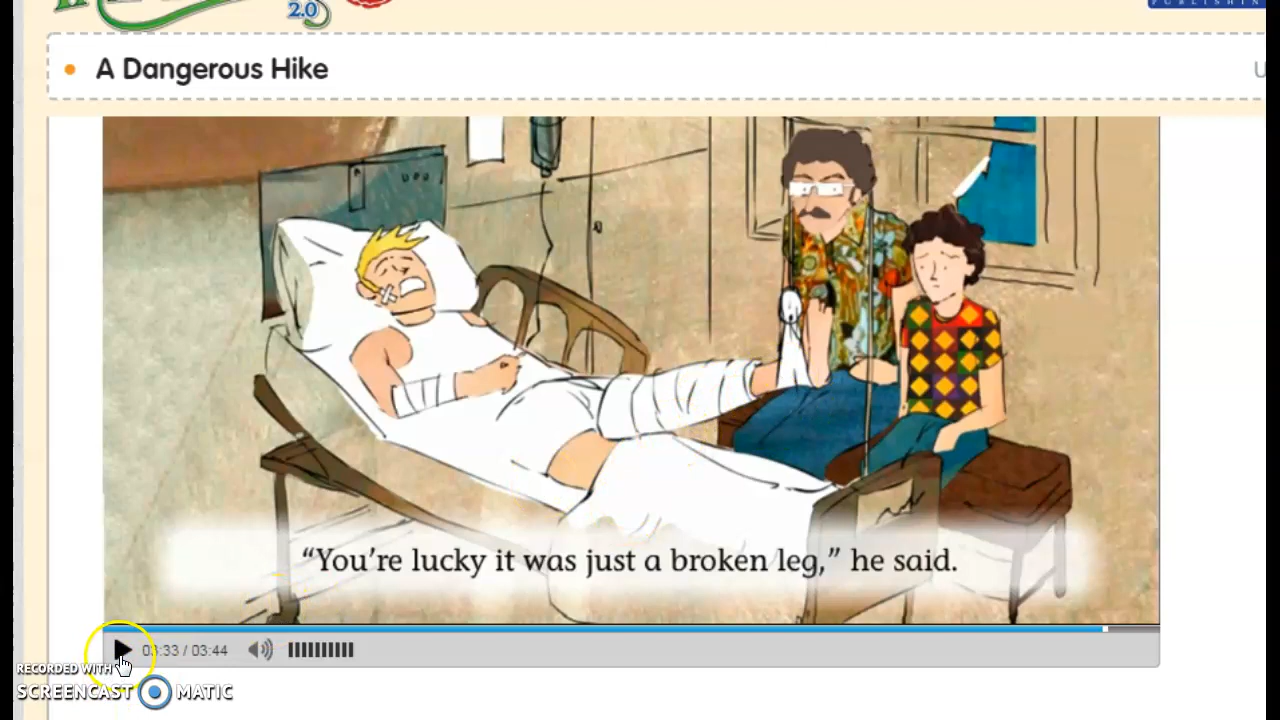 2.0
PUBLISHIN
A Dangerous Hike
U
“You’re lucky it was just a broken leg,” he said.
03:33 / 03:44
RECORDED WITH
SCREENCAST MATIC